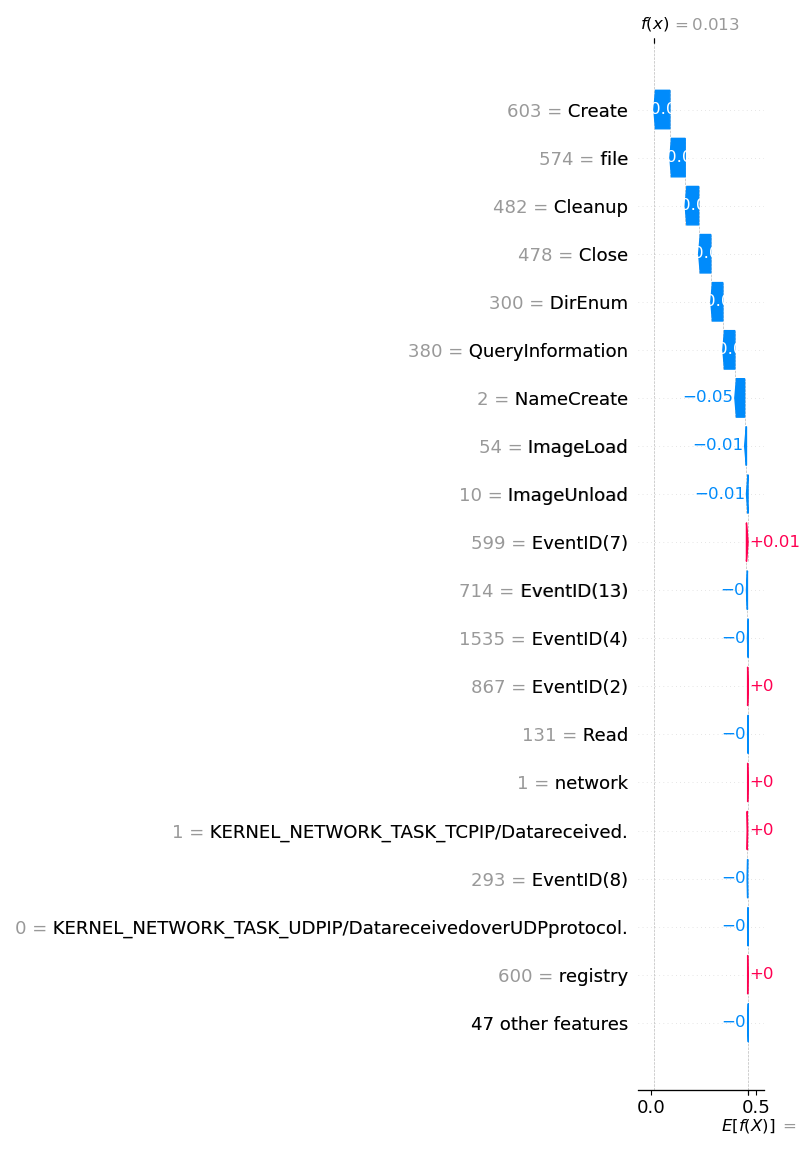 f(x) = 0.013
603 = Create
574 = file
482 = Cleanup
478 = Close
300 = DirEnum
380 = QueryInformation
2 = NameCreate −0.05
54 = ImageLoad −0.01
10 = ImageUnload −0.01
599 = EventID(7) +0.01
714 = EventID(13) −0
1535 = EventID(4) −0
867 = EventID(2) +0
131 = Read −0
1 = network +0
1 = KERNEL_NETWORK_TASK_TCPIP/Datareceived. +0
293 = EventID(8) −0
0 = KERNEL_NETWORK_TASK_UDPIP/DatareceivedoverUDPprotocol. −0
600 = registry +0
47 other features −0
0.0 0.5
E[f(X)] =